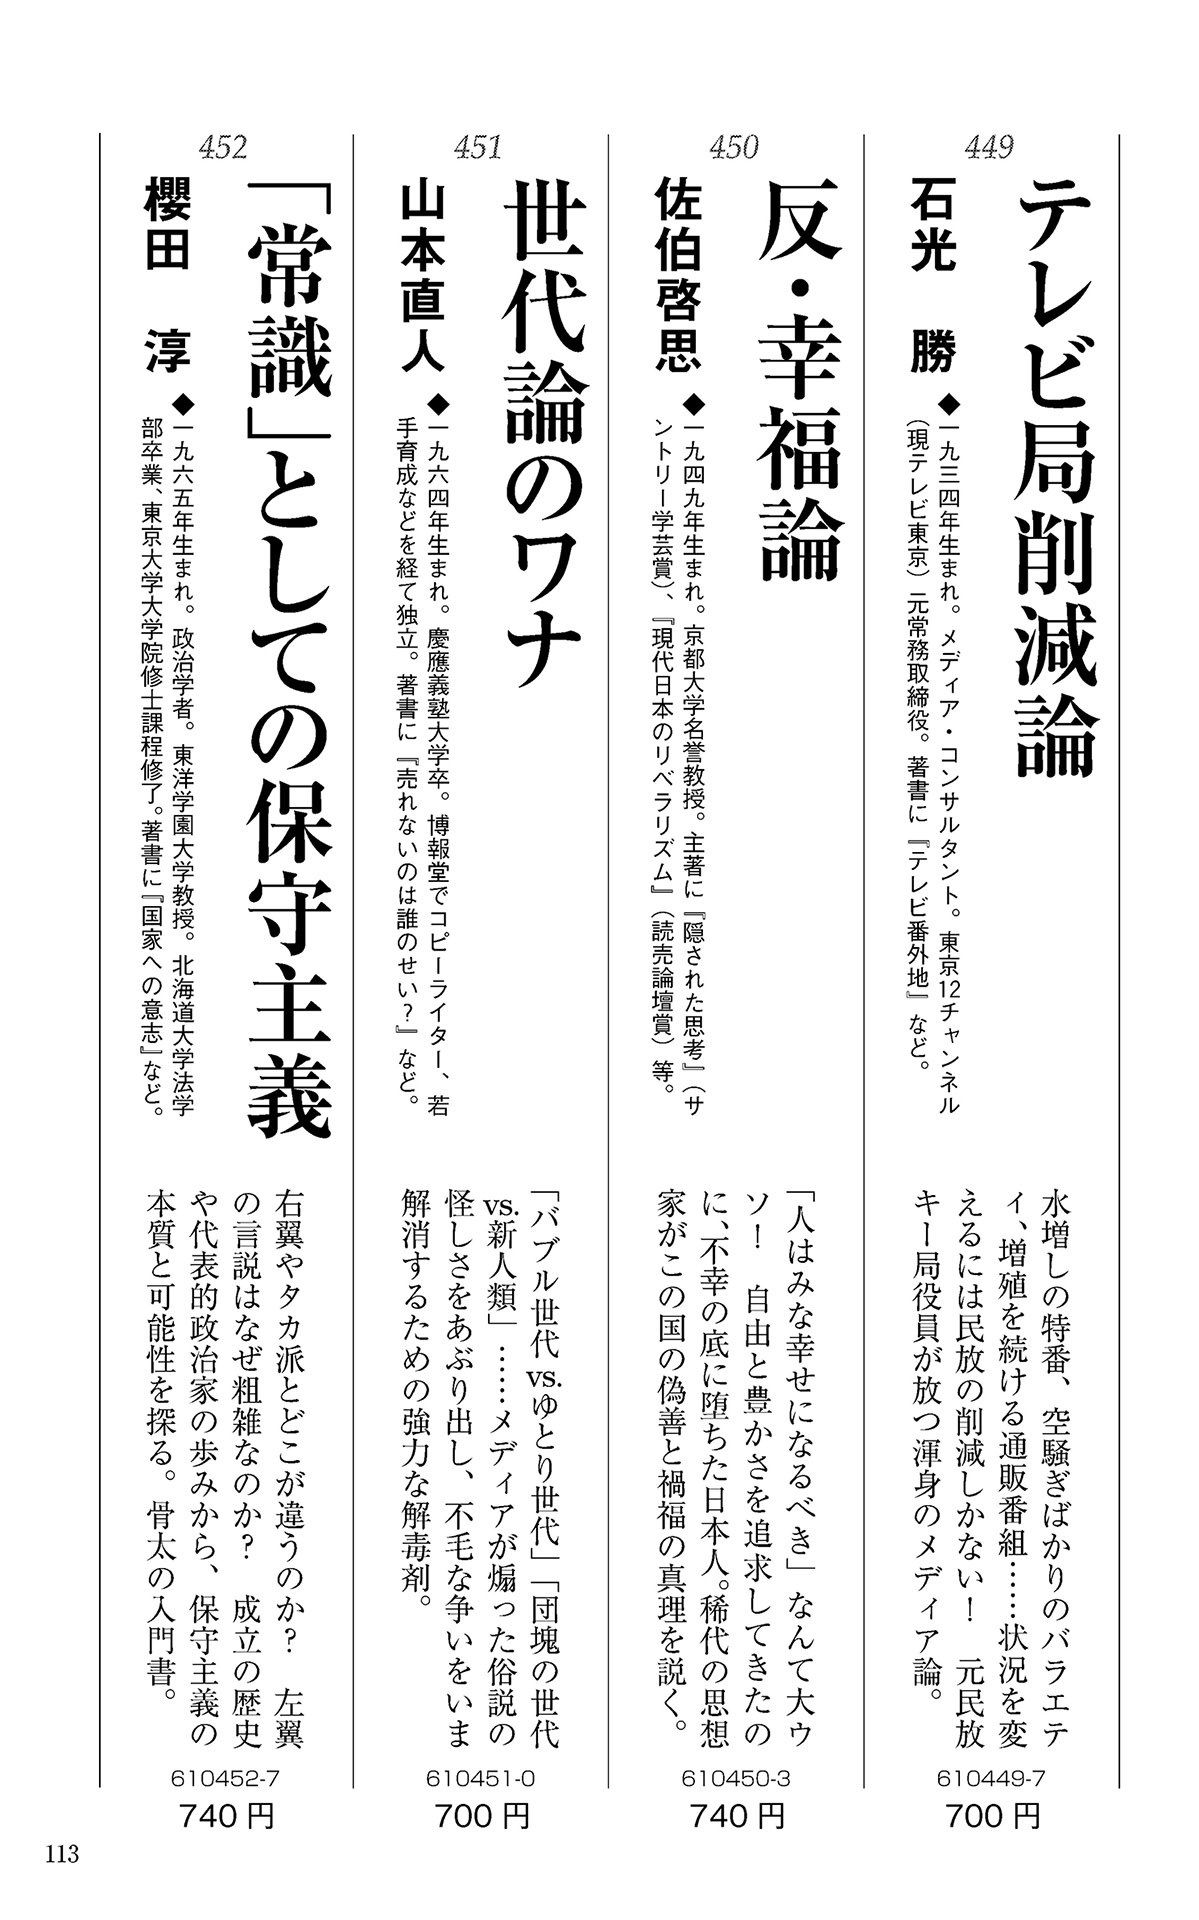 449
テレビ局削減論
石光　勝
◆一九三四年生まれ。メディア・コンサルタント。東京12チャンネル
（現テレビ東京）元常務取締役。著書に『テレビ番外地』など。
水増しの特番、空騒ぎばかりのバラエテ
ィ、増殖を続ける通販番組……状況を変
えるには民放の削減しかない！　元民放
キー局役員が放つ渾身のメディア論。
610449-7
700円
450
反・幸福論
佐伯啓思
◆一九四九年生まれ。京都大学名誉教授。主著に『隠された思考』（サ
ントリー学芸賞）、『現代日本のリベラリズム』（読売論壇賞）等。
「人はみな幸せになるべき」なんて大ウ
ソ！　自由と豊かさを追求してきたの
に、不幸の底に堕ちた日本人。稀代の思想
家がこの国の偽善と禍福の真理を説く。
610450-3
740円
451
世代論のワナ
山本直人
◆一九六四年生まれ。慶應義塾大学卒。博報堂でコピーライター、若
手育成などを経て独立。著書に『売れないのは誰のせい？』など。
「バブル世代vs.ゆとり世代」「団塊の世代
vs.新人類」……メディアが煽った俗説の
怪しさをあぶり出し、不毛な争いをいま
解消するための強力な解毒剤。
610451-0
700円
452
「常識」としての保守主義
櫻田　淳
◆一九六五年生まれ。政治学者。東洋学園大学教授。北海道大学法学
部卒業、東京大学大学院修士課程修了。著書に『国家への意志』など。
右翼やタカ派とどこが違うのか？　左翼
の言説はなぜ粗雑なのか？　成立の歴史
や代表的政治家の歩みから、保守主義の
本質と可能性を探る。骨太の入門書。
610452-7
740円
113